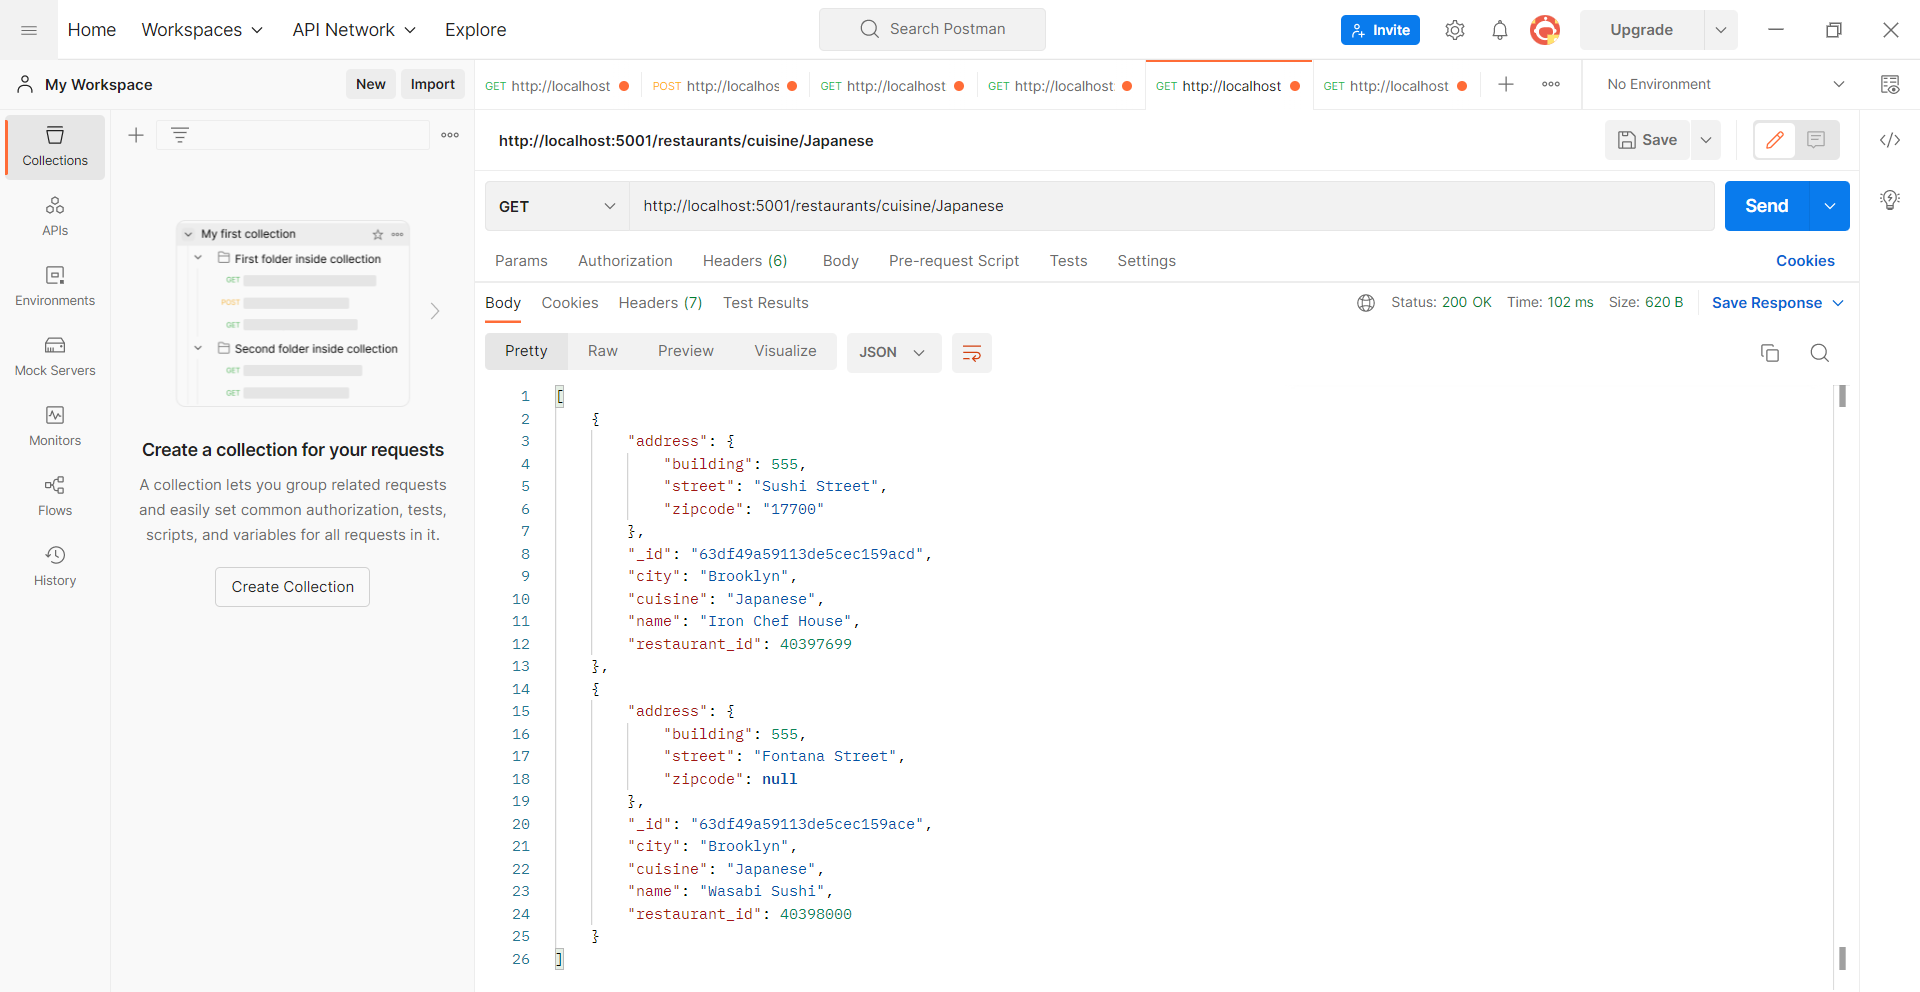 Home Workspaces API Network Explore Search Postman Invite Upgrade
My Workspace New Import GET http://localhost POST http://localhos GET http://localhost GET http://localhost: GET http://localhost GET http://localhost No Environment
Collections
APIs
Environments
Mock Servers
Monitors
Flows
History
My first collection
First folder inside collection
GET
POST
GET
Second folder inside collection
GET
GET
Create a collection for your requests
A collection lets you group related requests
and easily set common authorization, tests,
scripts, and variables for all requests in it.
Create Collection
http://localhost:5001/restaurants/cuisine/Japanese Save
GET http://localhost:5001/restaurants/cuisine/Japanese Send
Params Authorization Headers (6) Body Pre-request Script Tests Settings Cookies
Body Cookies Headers (7) Test Results Status: 200 OK Time: 102 ms Size: 620 B Save Response
Pretty Raw Preview Visualize JSON
1 [
2 {
3 "address": {
4 "building": 555,
5 "street": "Sushi Street",
6 "zipcode": "17700"
7 },
8 "_id": "63df49a59113de5cec159acd",
9 "city": "Brooklyn",
10 "cuisine": "Japanese",
11 "name": "Iron Chef House",
12 "restaurant_id": 40397699
13 },
14 {
15 "address": {
16 "building": 555,
17 "street": "Fontana Street",
18 "zipcode": null
19 },
20 "_id": "63df49a59113de5cec159ace",
21 "city": "Brooklyn",
22 "cuisine": "Japanese",
23 "name": "Wasabi Sushi",
24 "restaurant_id": 40398000
25 }
26 ]